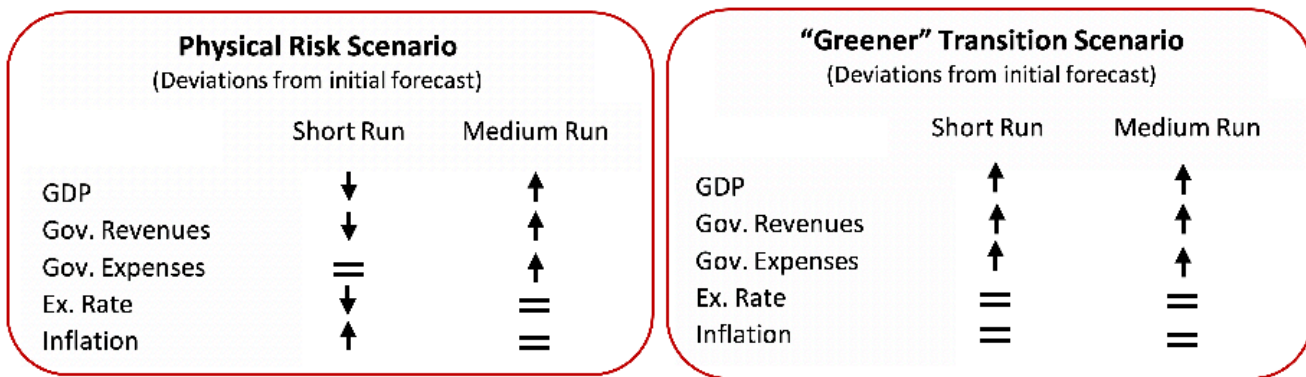 Physical Risk Scenario
(Deviations from initial forecast)
Short Run Medium Run
GDP
Gov. Revenues
Gov. Expenses
Ex. Rate
Inflation
“Greener” Transition Scenario
(Deviations from initial forecast)
Short Run Medium Run
GDP
Gov. Revenues
Gov. Expenses
Ex. Rate
Inflation